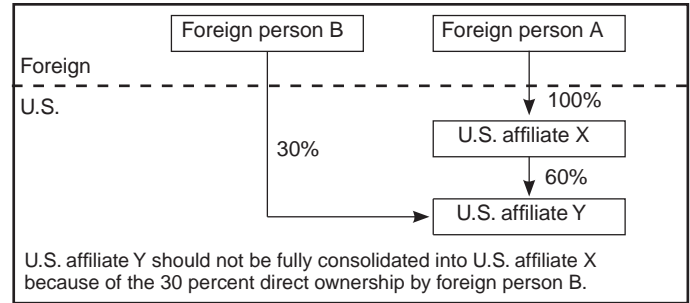 Foreign person B
Foreign person A
Foreign
U.S.
100%
U.S. affiliate X
30%
60%
U.S. affiliate Y
U.S. affiliate Y should not be fully consolidated into U.S. affiliate X
because of the 30 percent direct ownership by foreign person B.